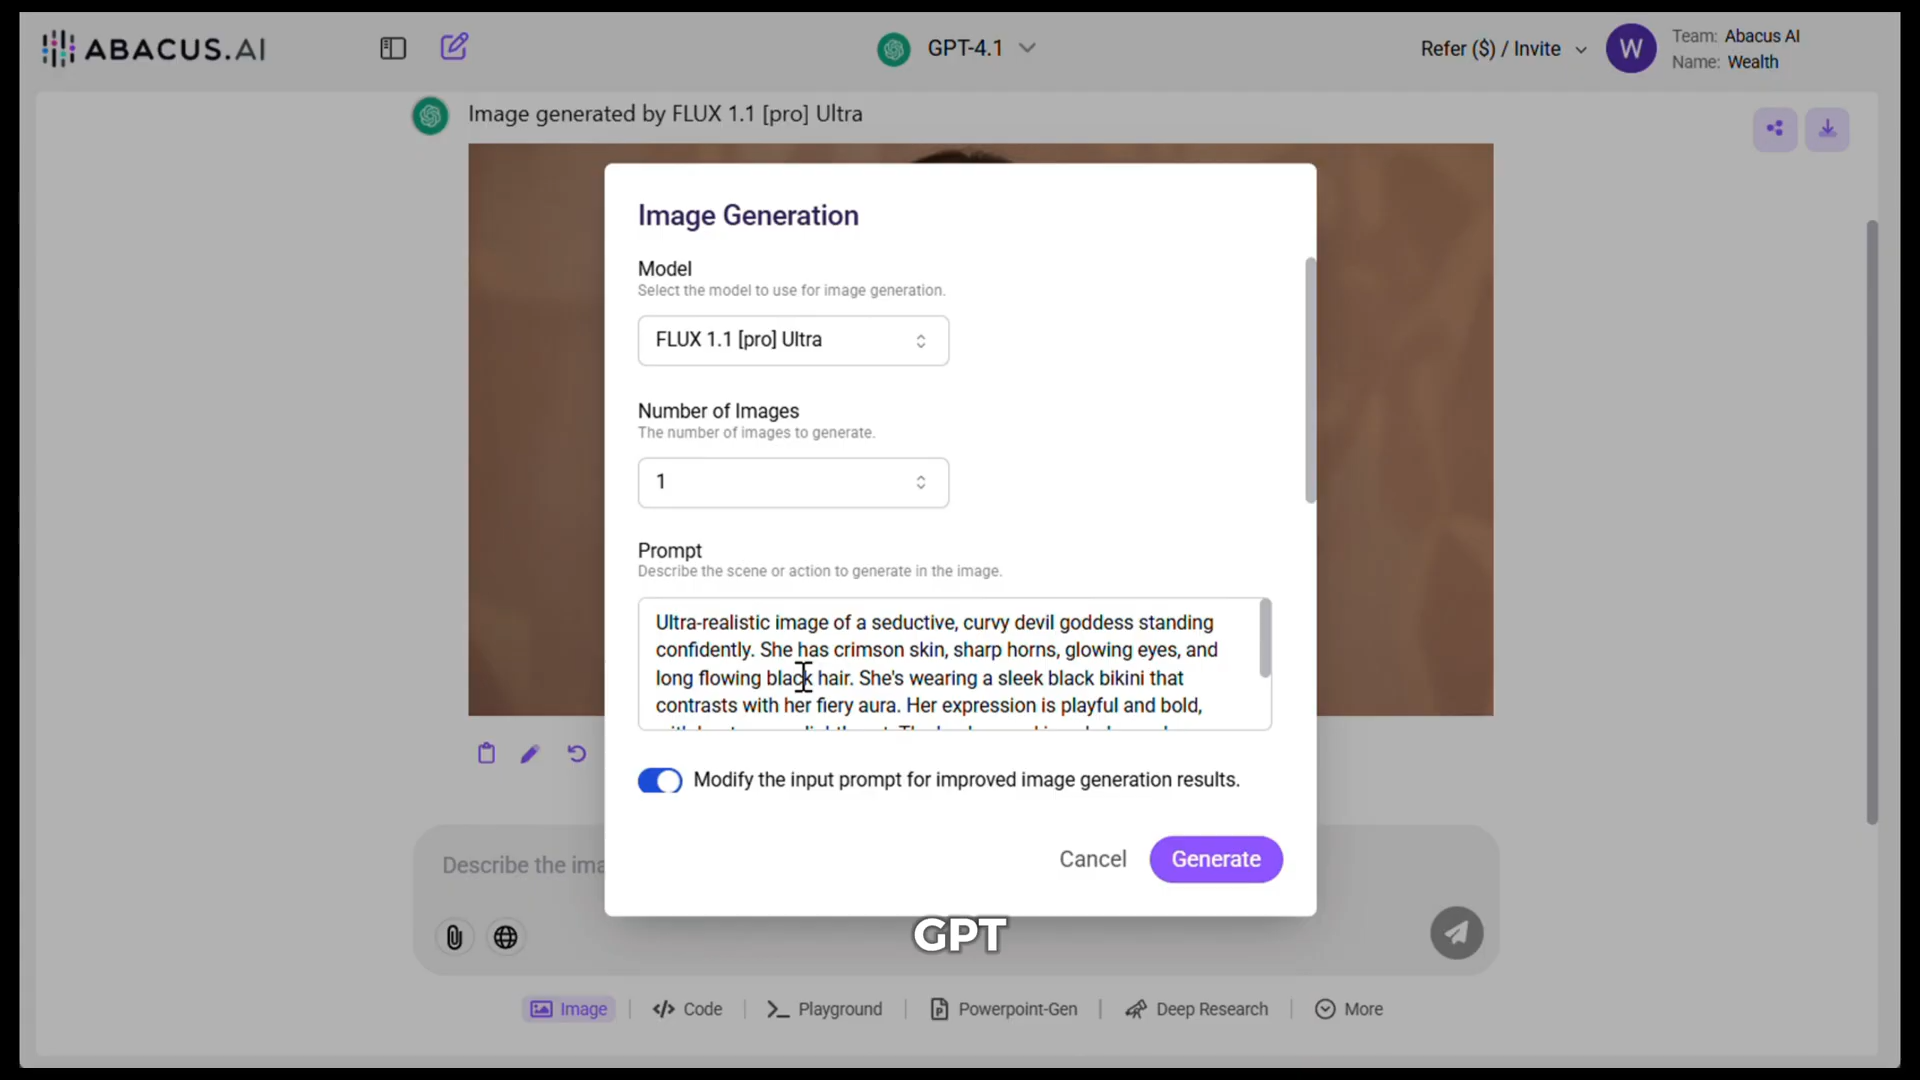 ABACUS.AI
GPT-4.1
Refer ($) / Invite
W
Team: Abacus AI
Name: Wealth
Image generated by FLUX 1.1 [pro] Ultra
Image Generation
Model
Select the model to use for image generation.
FLUX 1.1 [pro] Ultra
Number of Images
The number of images to generate.
1
Prompt
Describe the scene or action to generate in the image.
Ultra-realistic image of a seductive, curvy devil goddess standing
confidently. She has crimson skin, sharp horns, glowing eyes, and
long flowing black hair. She's wearing a sleek black bikini that
contrasts with her fiery aura. Her expression is playful and bold,
Modify the input prompt for improved image generation results.
Cancel
Generate
Describe the ima
GPT
Image
Code
Playground
Powerpoint-Gen
Deep Research
More